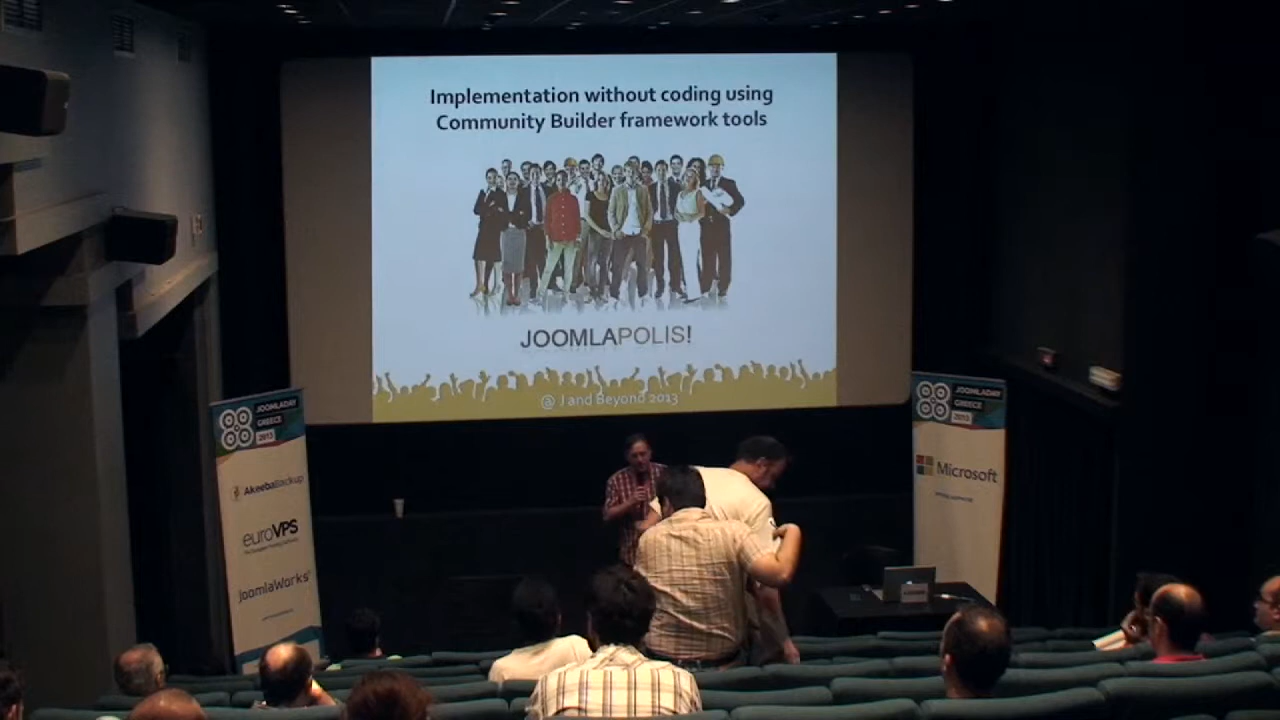 Implementation without coding using
Community Builder framework tools
JOOMLAPOLIS!
@ J and Beyond 2013
JOOMLADAY
GREECE
2013
AkeebaBackup
euroVPS
JoomlaWorks
JOOMLADAY
GREECE
2013
Microsoft